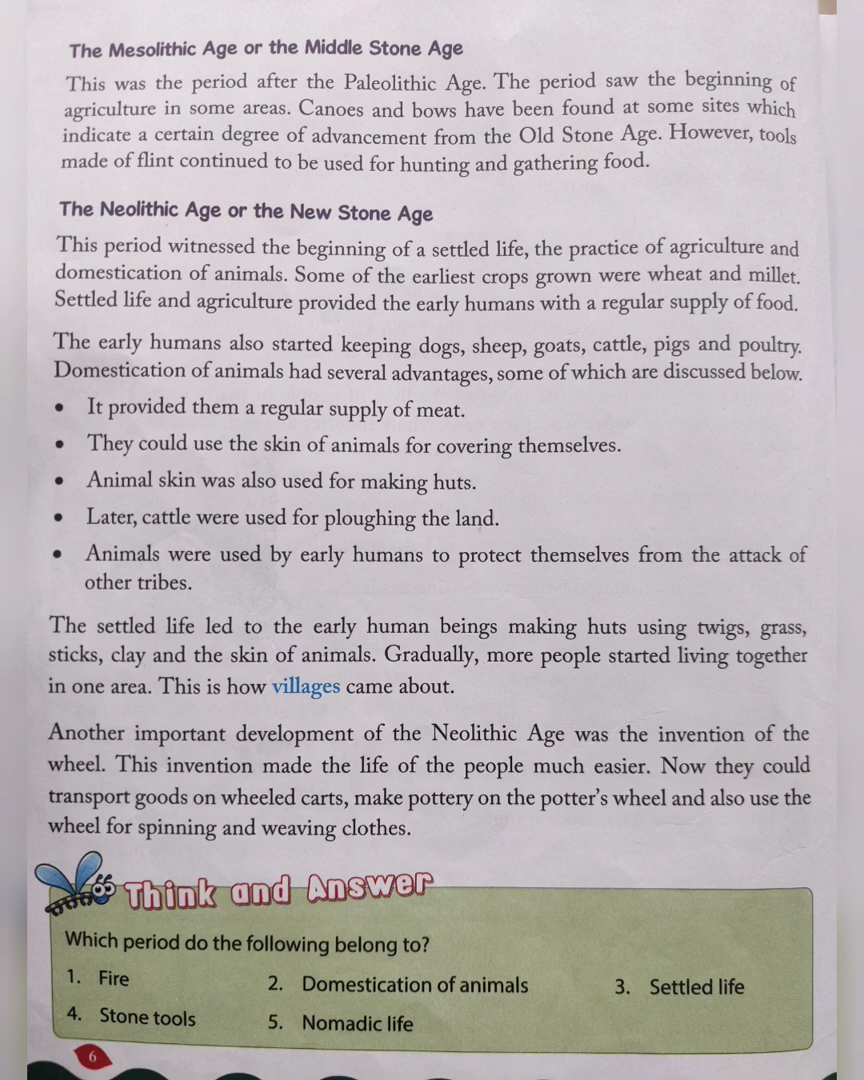 The Mesolithic Age or the Middle Stone Age
This was the period after the Paleolithic Age. The period saw the beginning of
agriculture in some areas. Canoes and bows have been found at some sites which
indicate a certain degree of advancement from the Old Stone Age. However, tools
made of flint continued to be used for hunting and gathering food.
The Neolithic Age or the New Stone Age
This period witnessed the beginning of a settled life, the practice of agriculture and
domestication of animals. Some of the earliest crops grown were wheat and millet.
Settled life and agriculture provided the early humans with a regular supply of food.
The early humans also started keeping dogs, sheep, goats, cattle, pigs and poultry.
Domestication of animals had several advantages, some of which are discussed below.
• It provided them a regular supply of meat.
• They could use the skin of animals for covering themselves.
• Animal skin was also used for making huts.
• Later, cattle were used for ploughing the land.
• Animals were used by early humans to protect themselves from the attack of
other tribes.
The settled life led to the early human beings making huts using twigs, grass,
sticks, clay and the skin of animals. Gradually, more people started living together
in one area. This is how villages came about.
Another important development of the Neolithic Age was the invention of the
wheel. This invention made the life of the people much easier. Now they could
transport goods on wheeled carts, make pottery on the potter's wheel and also use the
wheel for spinning and weaving clothes.
Think and Answer
Which period do the following belong to?
1. Fire 2. Domestication of animals 3. Settled life
4. Stone tools 5. Nomadic life
6